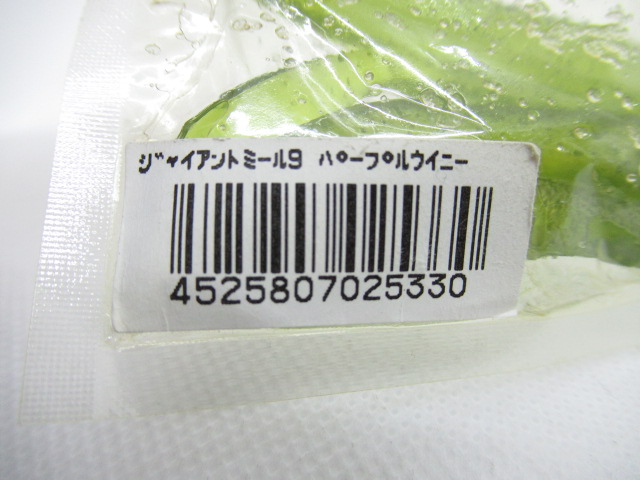 ｼﾞｬｲｱﾝﾄﾐｰﾙ9 ﾊﾟｰﾌﾟﾙｳｲﾆｰ
4525807025330